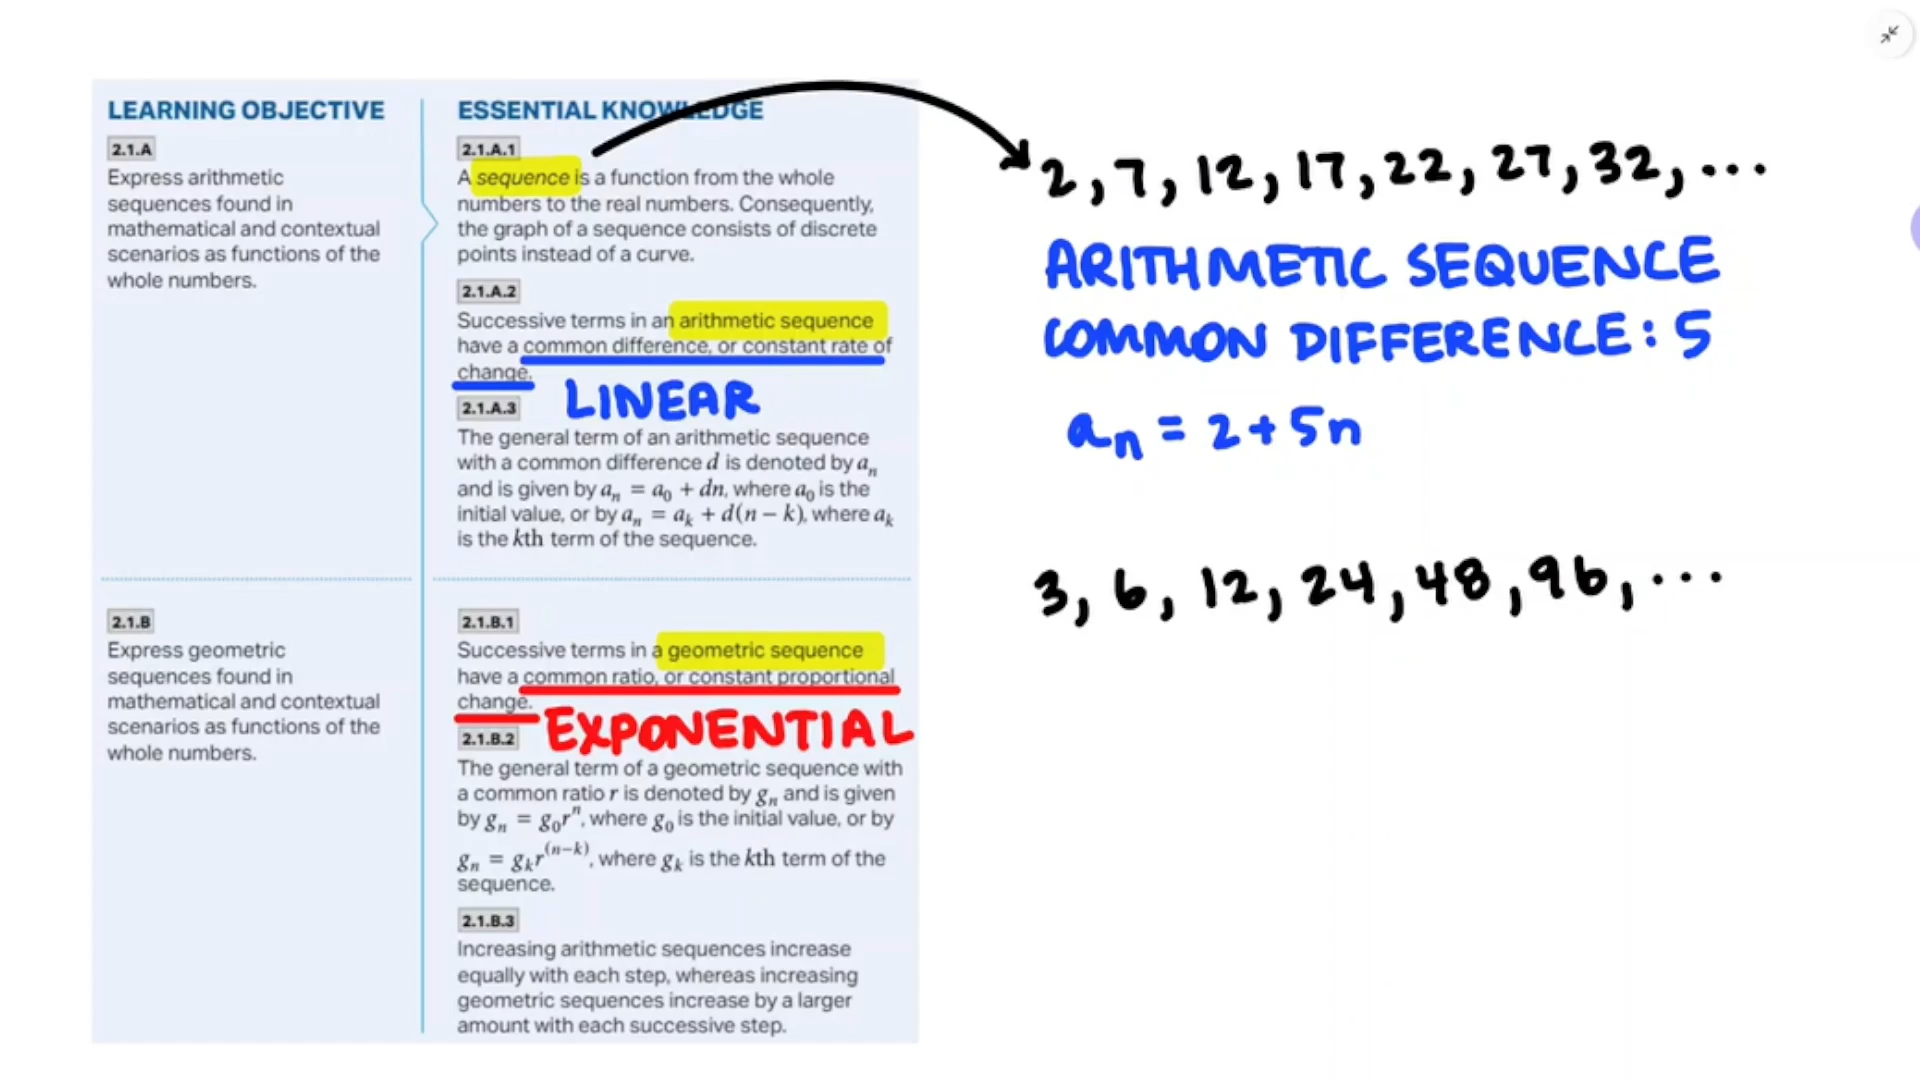 LEARNING OBJECTIVE
2.1.A
Express arithmetic
sequences found in
mathematical and contextual
scenarios as functions of the
whole numbers.
ESSENTIAL KNOWLEDGE
2.1.A.1
A sequence is a function from the whole
numbers to the real numbers. Consequently,
the graph of a sequence consists of discrete
points instead of a curve.
2.1.A.2
Successive terms in an arithmetic sequence
have a common difference, or constant rate of
change.
LINEAR
2.1.A.3
The general term of an arithmetic sequence
with a common difference d is denoted by aₙ
and is given by aₙ = a₀ + dn, where a₀ is the
initial value, or by aₙ = aₖ + d(n − k), where aₖ
is the kth term of the sequence.
2.1.B
Express geometric
sequences found in
mathematical and contextual
scenarios as functions of the
whole numbers.
2.1.B.1
Successive terms in a geometric sequence
have a common ratio, or constant proportional
change.
EXPONENTIAL
2.1.B.2
The general term of a geometric sequence with
a common ratio r is denoted by gₙ and is given
by gₙ = g₀rⁿ, where g₀ is the initial value, or by
gₙ = gₖr⁽ⁿ⁻ᵏ⁾, where gₖ is the kth term of the
sequence.
2.1.B.3
Increasing arithmetic sequences increase
equally with each step, whereas increasing
geometric sequences increase by a larger
amount with each successive step.
2, 7, 12, 17, 22, 27, 32, ...
ARITHMETIC SEQUENCE
COMMON DIFFERENCE: 5
aₙ = 2 + 5n
3, 6, 12, 24, 48, 96, ...